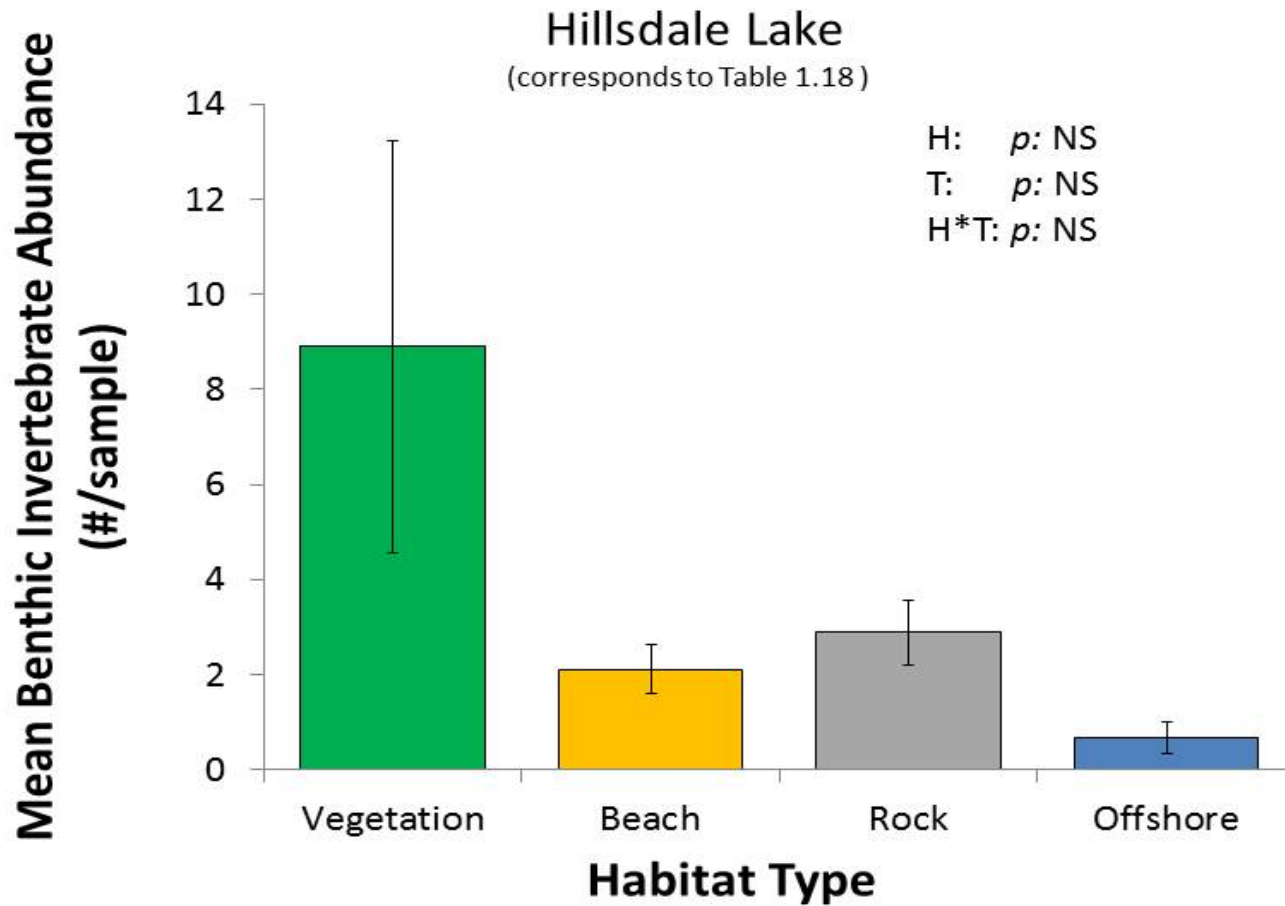 Hillsdale Lake
(corresponds to Table 1.18 )
Mean Benthic Invertebrate Abundance
(#/sample)
14
12
10
8
6
4
2
0
H: p: NS
T: p: NS
H*T: p: NS
Vegetation Beach Rock Offshore
Habitat Type